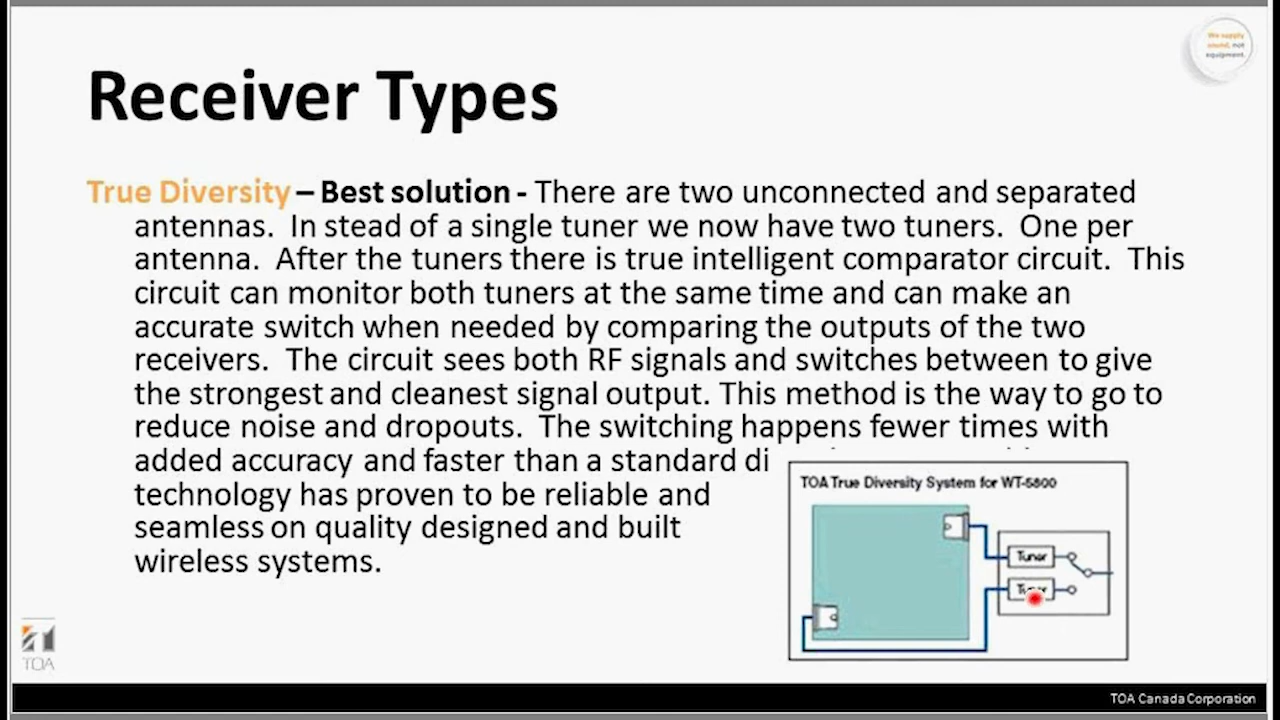 We supply
sound, not
equipment.
Receiver Types
True Diversity – Best solution - There are two unconnected and separated
antennas. In stead of a single tuner we now have two tuners. One per
antenna. After the tuners there is true intelligent comparator circuit. This
circuit can monitor both tuners at the same time and can make an
accurate switch when needed by comparing the outputs of the two
receivers. The circuit sees both RF signals and switches between to give
the strongest and cleanest signal output. This method is the way to go to
reduce noise and dropouts. The switching happens fewer times with
added accuracy and faster than a standard di
technology has proven to be reliable and
seamless on quality designed and built
wireless systems.
TOA True Diversity System for WT-5800
Tuner
TOA
TOA Canada Corporation